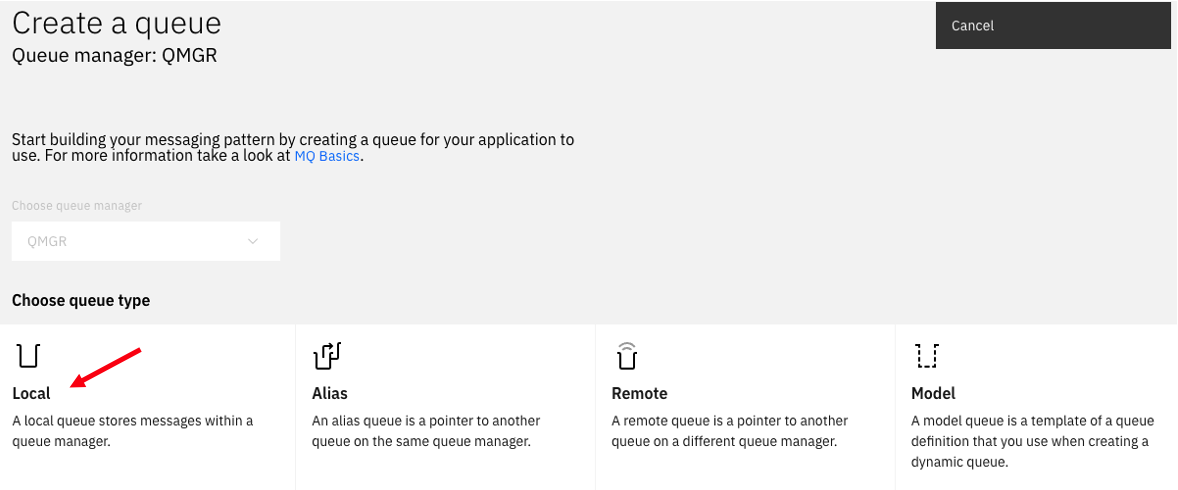 Create a queue
Cancel
Queue manager: QMGR
Start building your messaging pattern by creating a queue for your application to
use. For more information take a look at MQ Basics.
Choose queue manager
QMGR
Choose queue type
Local
A local queue stores messages within a
queue manager.
Alias
An alias queue is a pointer to another
queue on the same queue manager.
Remote
A remote queue is a pointer to another
queue on a different queue manager.
Model
A model queue is a template of a queue
definition that you use when creating a
dynamic queue.